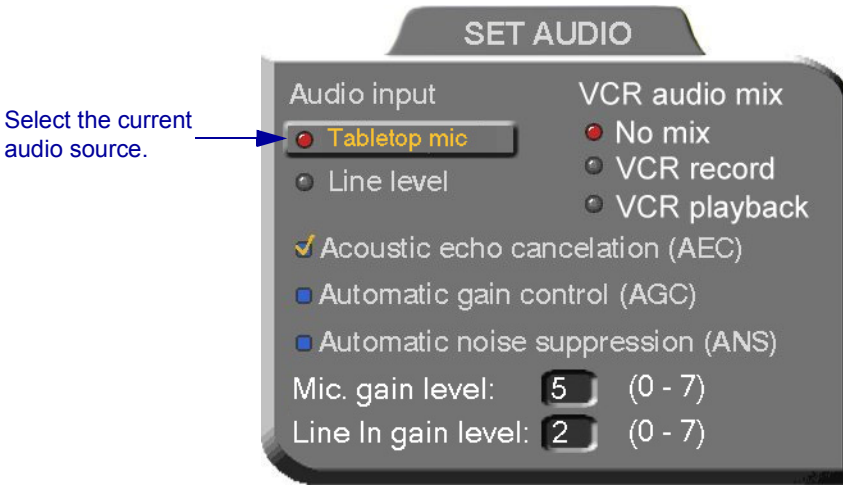 SET AUDIO
Select the current
audio source.
Audio input
Tabletop mic
Line level
VCR audio mix
No mix
VCR record
VCR playback
Acoustic echo cancelation (AEC)
Automatic gain control (AGC)
Automatic noise suppression (ANS)
Mic. gain level: 5 (0 - 7)
Line In gain level: 2 (0 - 7)